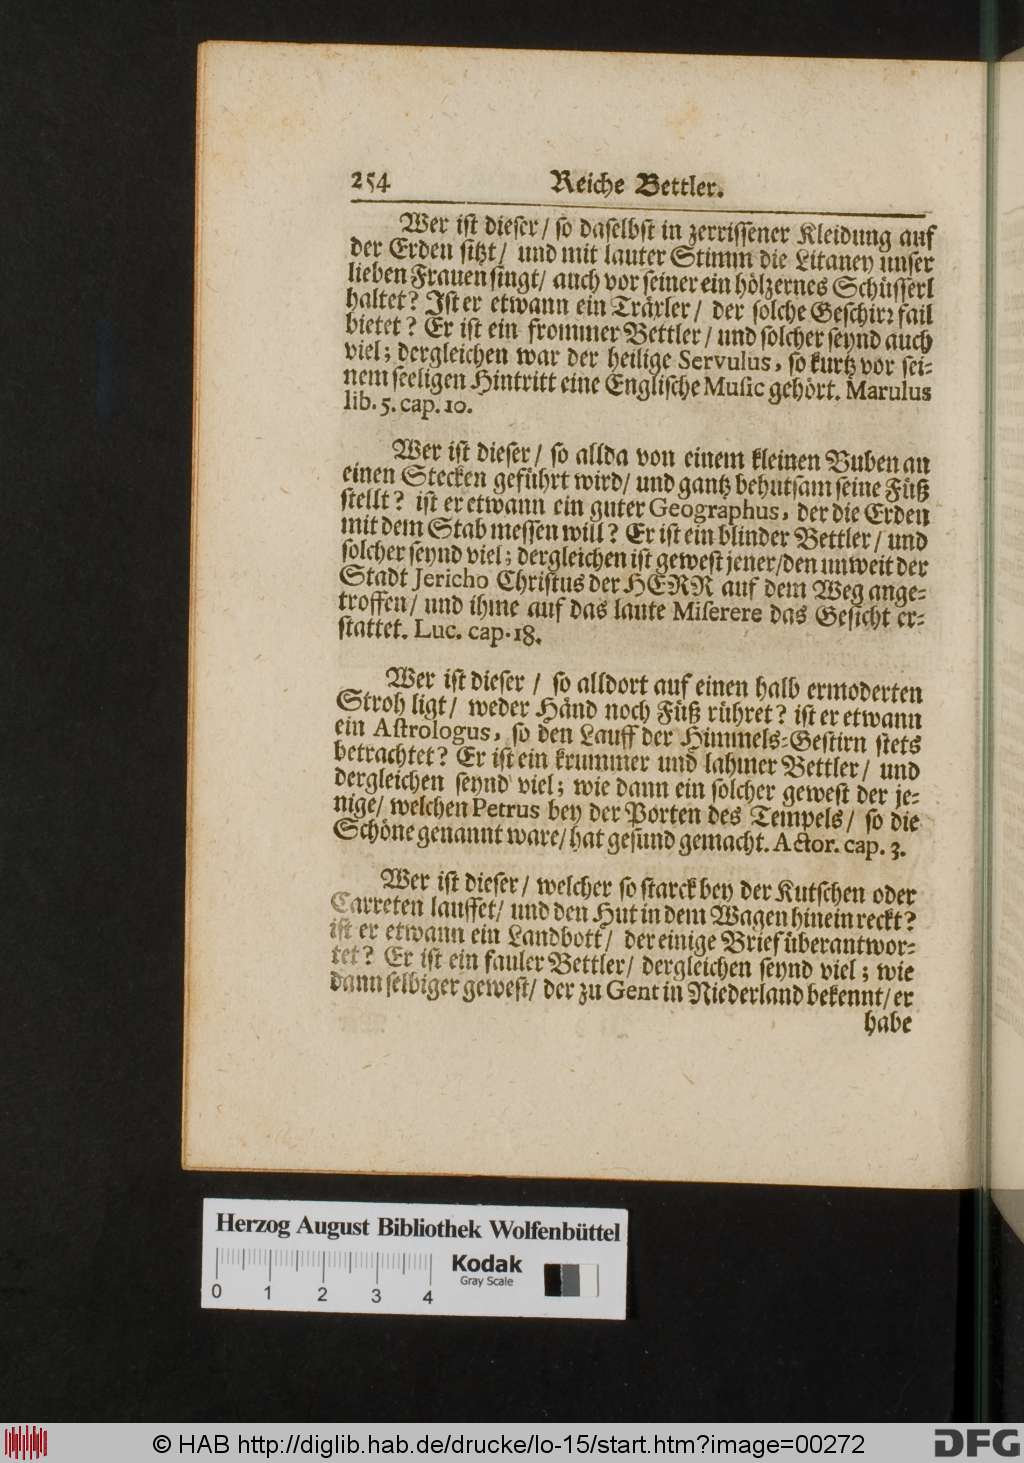 254 Reiche Bettler.
Wer ist dieser / so daselbst in zerrissener Kleidung auf
der Erden sitzt / und mit lauter Stimm die Litaney unser
lieben Frauen singt / auch vor seiner ein hölzernes Schüsserl
haltet? Ist er etwann ein Träxler / der solche Geschirr fail
bietet? Er ist ein frommer Bettler / und solcher seynd auch
viel; dergleichen war der heilige Servulus, so kurtz vor sei-
nem seeligen Hintritt eine Englische Music gehört. Marulus
lib. 5. cap. 10.
Wer ist dieser / so allda von einem kleinen Buben an
einen Stecken geführt wird / und gantz behutsam seine Füß
stellt? ist er etwann ein guter Geographus, der die Erden
mit dem Stab messen will? Er ist ein blinder Bettler / und
solcher seynd viel; dergleichen ist gewest jener / den unweit der
Stadt Jericho Christus der HERR auf dem Weg ange-
troffen / und ihme auf das laute Miserere das Gesicht er-
stattet. Luc. cap. 18.
Wer ist dieser / so alldort auf einen halb ermoderten
Stroh ligt / weder Händ noch Füß rühret? ist er etwann
ein Astrologus, so den Lauff der Himmels-Gestirn stets
betrachtet? Er ist ein krummer und lahmer Bettler / und
dergleichen seynd viel; wie dann ein solcher gewest der je-
nige / welchen Petrus bey der Porten des Tempels / so die
Schöne genannt ware / hat gesund gemacht. Actor. cap. 3.
Wer ist dieser / welcher so starck bey der Kutschen oder
Carreten lauffet / und den Hut in dem Wagen hinein reckt?
ist er etwann ein Landbott / der einige Brief überantwor-
tet? Er ist ein fauler Bettler / dergleichen seynd viel; wie
dann selbiger gewest / der zu Gent in Niederland bekennt / er
habe
Herzog August Bibliothek Wolfenbüttel
Kodak
Gray Scale
0 1 2 3 4
© HAB http://diglib.hab.de/drucke/lo-15/start.htm?image=00272
DFG